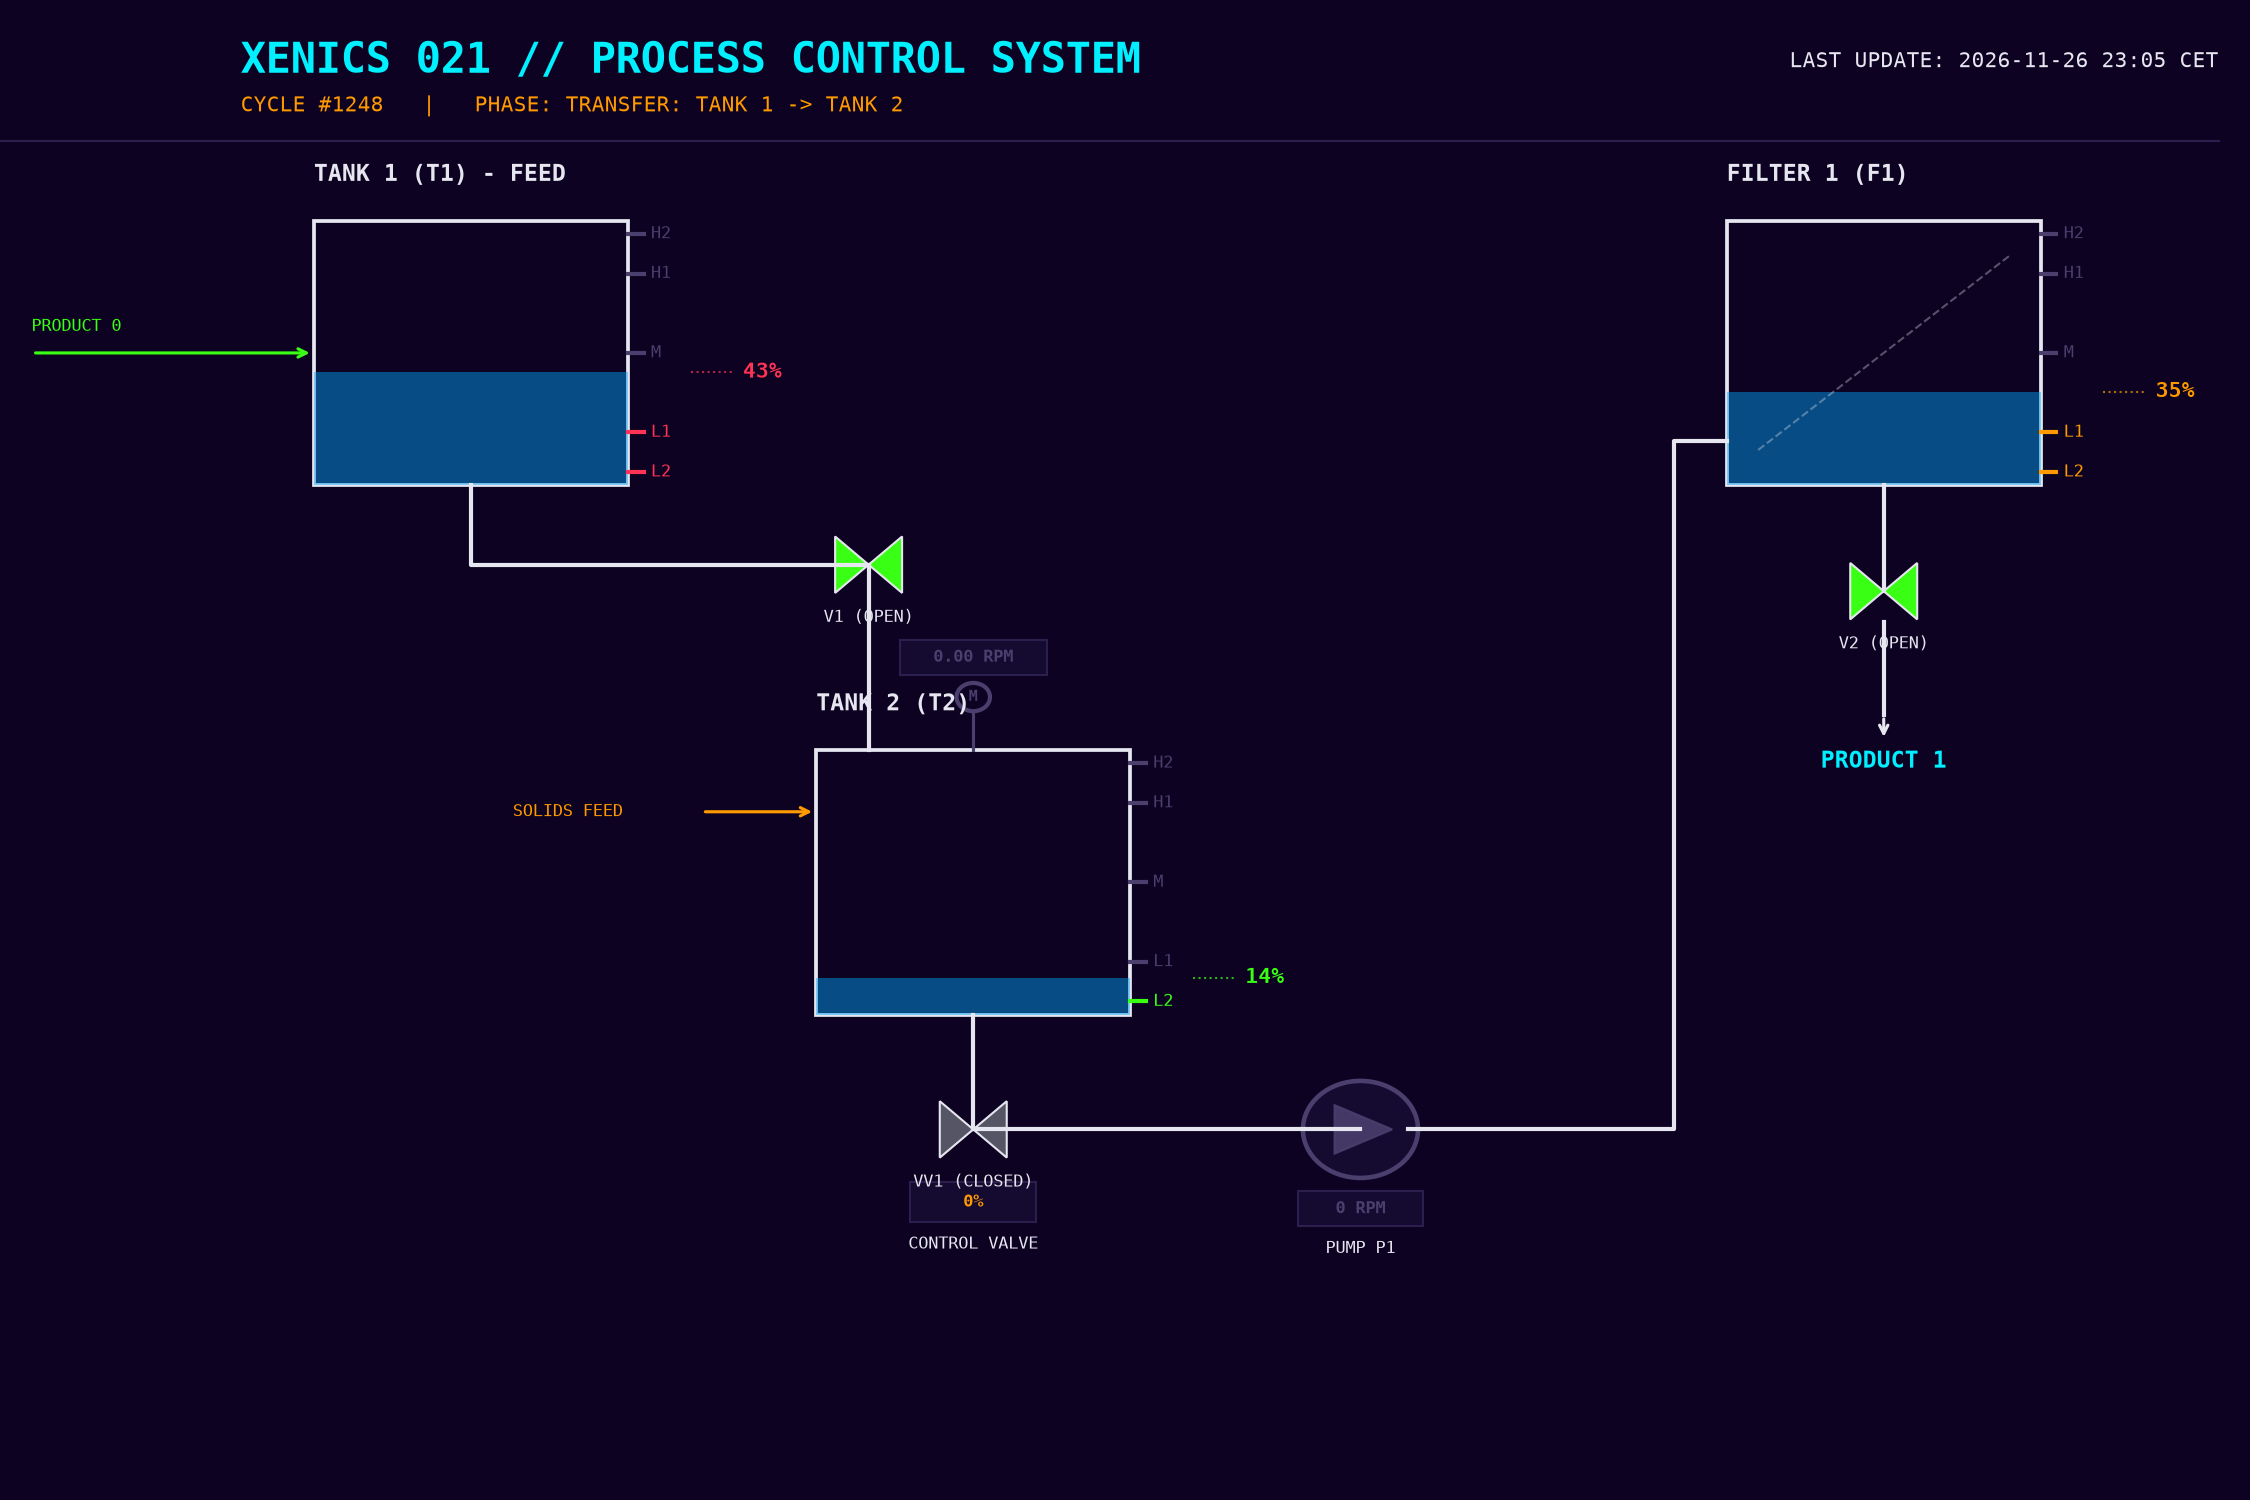 XENICS 021 // PROCESS CONTROL SYSTEM
LAST UPDATE: 2026-11-26 23:05 CET
CYCLE #1248 | PHASE: TRANSFER: TANK 1 -> TANK 2
TANK 1 (T1) - FEED
FILTER 1 (F1)
H2
H2
H1
H1
PRODUCT 0
M
M
43%
35%
L1
L1
L2
L2
V1 (OPEN)
V2 (OPEN)
0.00 RPM
M
TANK 2 (T2)
PRODUCT 1
H2
H1
SOLIDS FEED
M
L1
14%
L2
VV1 (CLOSED)
0%
0 RPM
CONTROL VALVE
PUMP P1